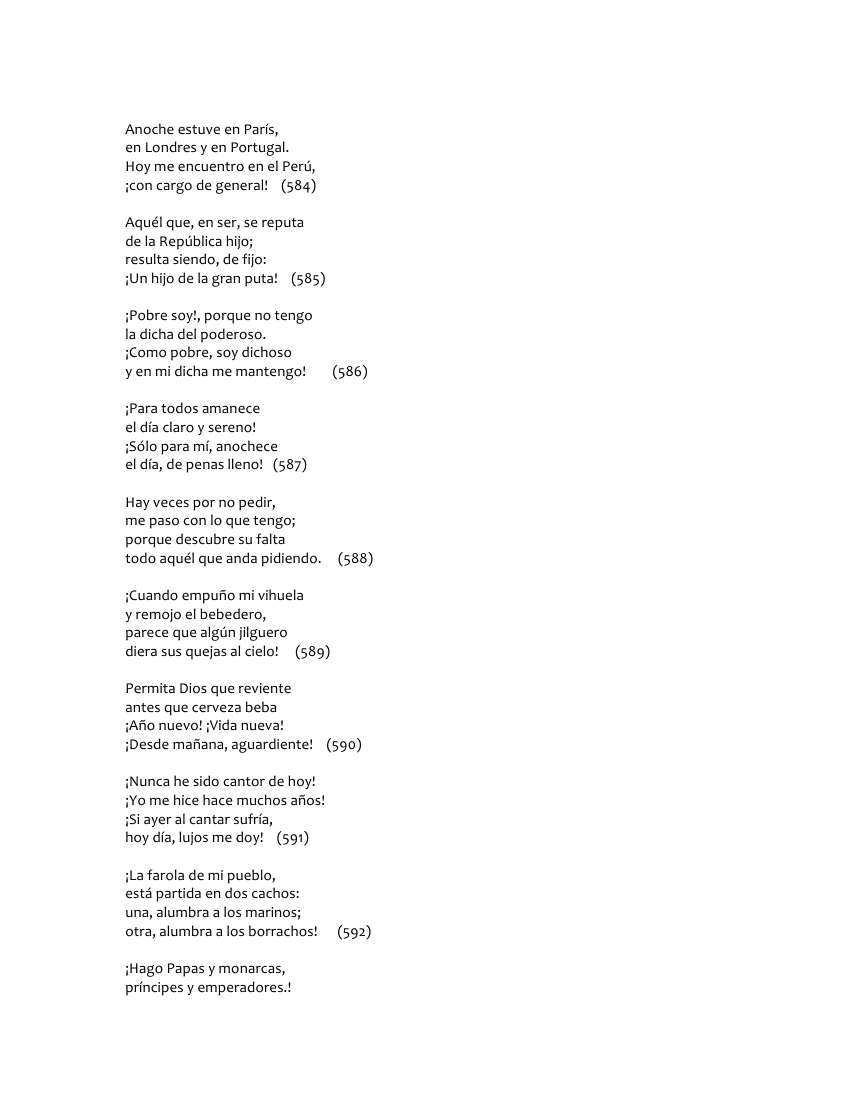 Anoche estuve en París,
en Londres y en Portugal.
Hoy me encuentro en el Perú,
¡con cargo de general! (584)
Aquél que, en ser, se reputa
de la República hijo;
resulta siendo, de fijo:
¡Un hijo de la gran puta! (585)
¡Pobre soy!, porque no tengo
la dicha del poderoso.
¡Como pobre, soy dichoso
y en mi dicha me mantengo! (586)
¡Para todos amanece
el día claro y sereno!
¡Sólo para mí, anochece
el día, de penas lleno! (587)
Hay veces por no pedir,
me paso con lo que tengo;
porque descubre su falta
todo aquél que anda pidiendo. (588)
¡Cuando empuño mi vihuela
y remojo el bebedero,
parece que algún jilguero
diera sus quejas al cielo! (589)
Permita Dios que reviente
antes que cerveza beba
¡Año nuevo! ¡Vida nueva!
¡Desde mañana, aguardiente! (590)
¡Nunca he sido cantor de hoy!
¡Yo me hice hace muchos años!
¡Si ayer al cantar sufría,
hoy día, lujos me doy! (591)
¡La farola de mi pueblo,
está partida en dos cachos:
una, alumbra a los marinos;
otra, alumbra a los borrachos! (592)
¡Hago Papas y monarcas,
príncipes y emperadores.!